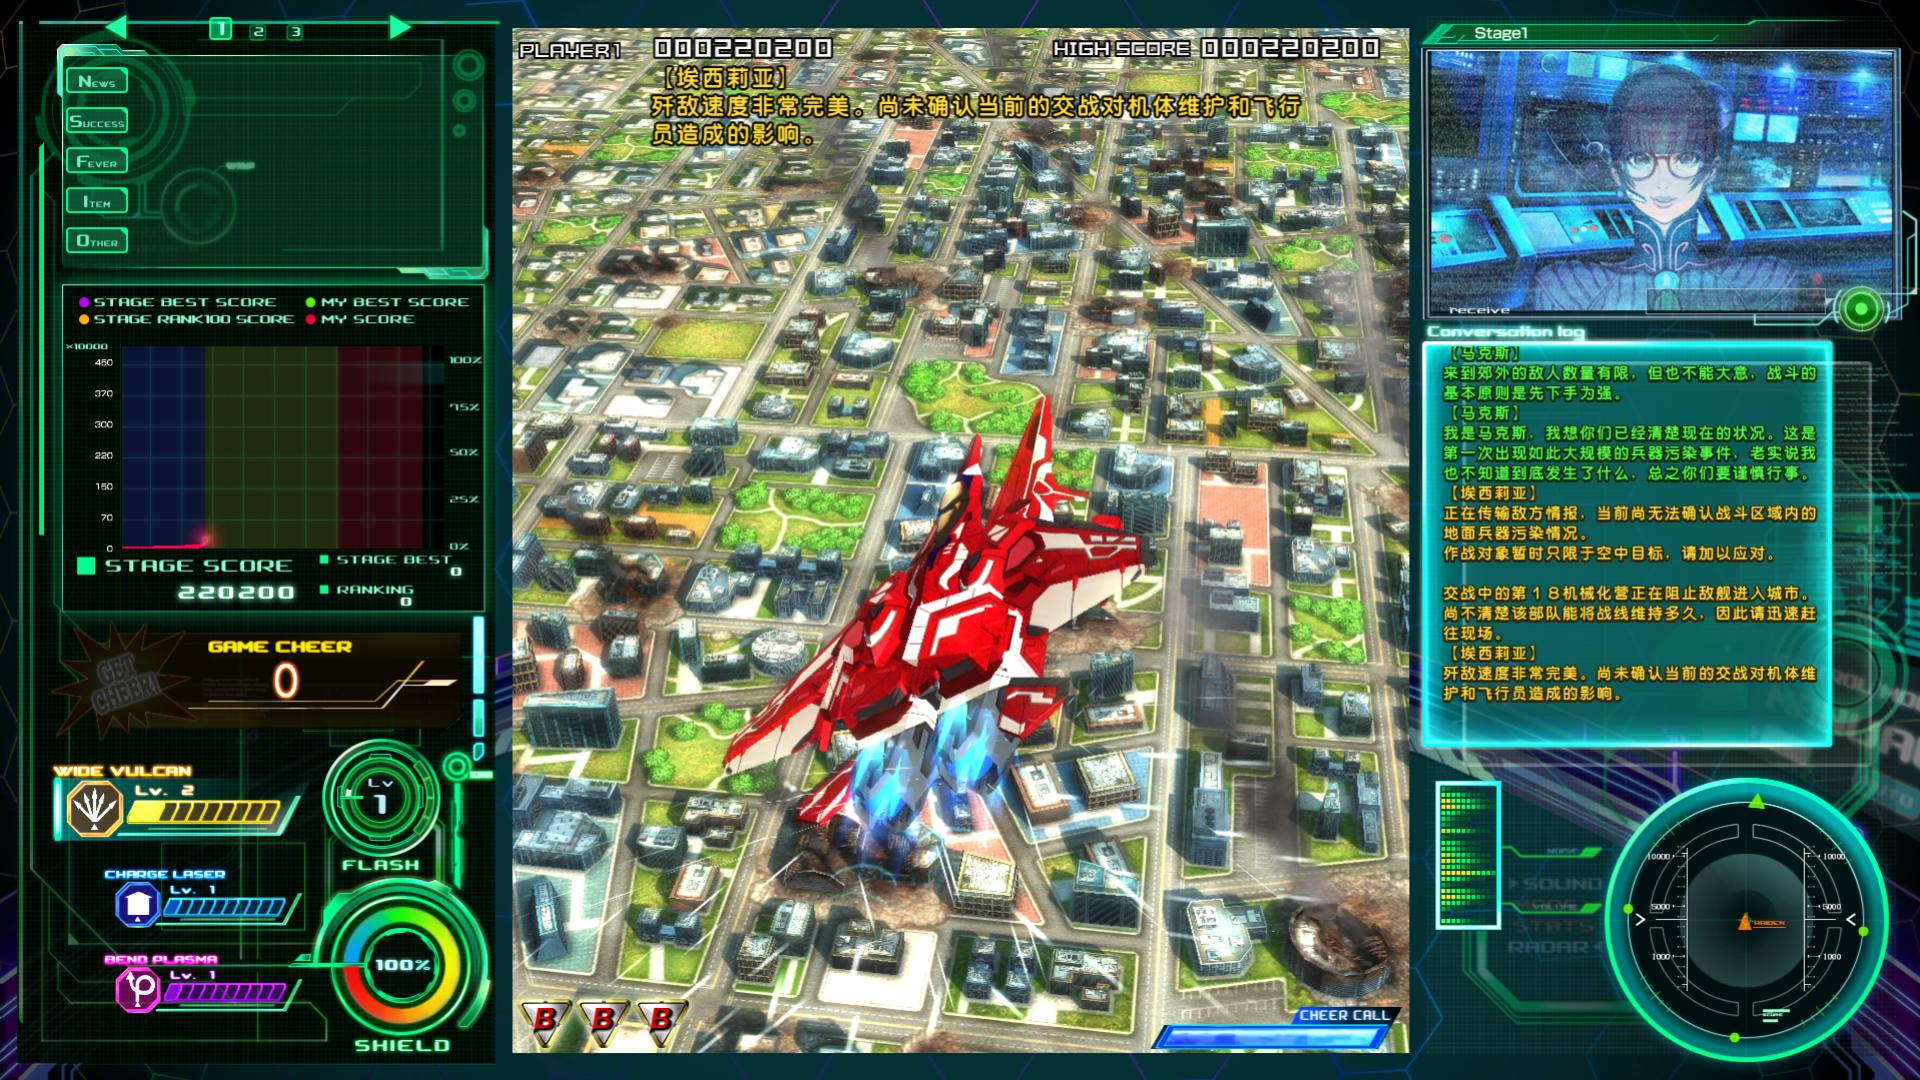 1 2 3
News
Success
Fever
Item
Other
STAGE BEST SCORE
MY BEST SCORE
STAGE RANK100 SCORE
MY SCORE
×10000
450
370
300
220
150
70
0
100%
75%
50%
25%
0%
STAGE SCORE
220200
STAGE BEST
0
RANKING
0
GET CHEER!
GAME CHEER
0
WIDE VULCAN
Lv. 2
CHARGE LASER
Lv. 1
BEND PLASMA
Lv. 1
Lv
1
FLASH
100%
SHIELD
PLAYER1 000220200
HIGH SCORE 000220200
【埃西莉亚】
歼敌速度非常完美。尚未确认当前的交战对机体维护和飞行
员造成的影响。
B B B
CHEER CALL
Stage1
receive
Conversation log
【马克斯】
来到郊外的敌人数量有限，但也不能大意，战斗的
基本原则是先下手为强。
【马克斯】
我是马克斯，我想你们已经清楚现在的状况。这是
第一次出现如此大规模的兵器污染事件，老实说我
也不知道到底发生了什么，总之你们要谨慎行事。
【埃西莉亚】
正在传输敌方情报，当前尚无法确认战斗区域内的
地面兵器污染情况。
作战对象暂时只限于空中目标，请加以应对。
交战中的第１８机械化营正在阻止敌舰进入城市。
尚不清楚该部队能将战线维持多久，因此请迅速赶
往现场。
【埃西莉亚】
歼敌速度非常完美。尚未确认当前的交战对机体维
护和飞行员造成的影响。
NOISE
SOUND
VOLUME
STATS
RADAR
10000
10000
5000
5000
1000
1000
RAIDEN